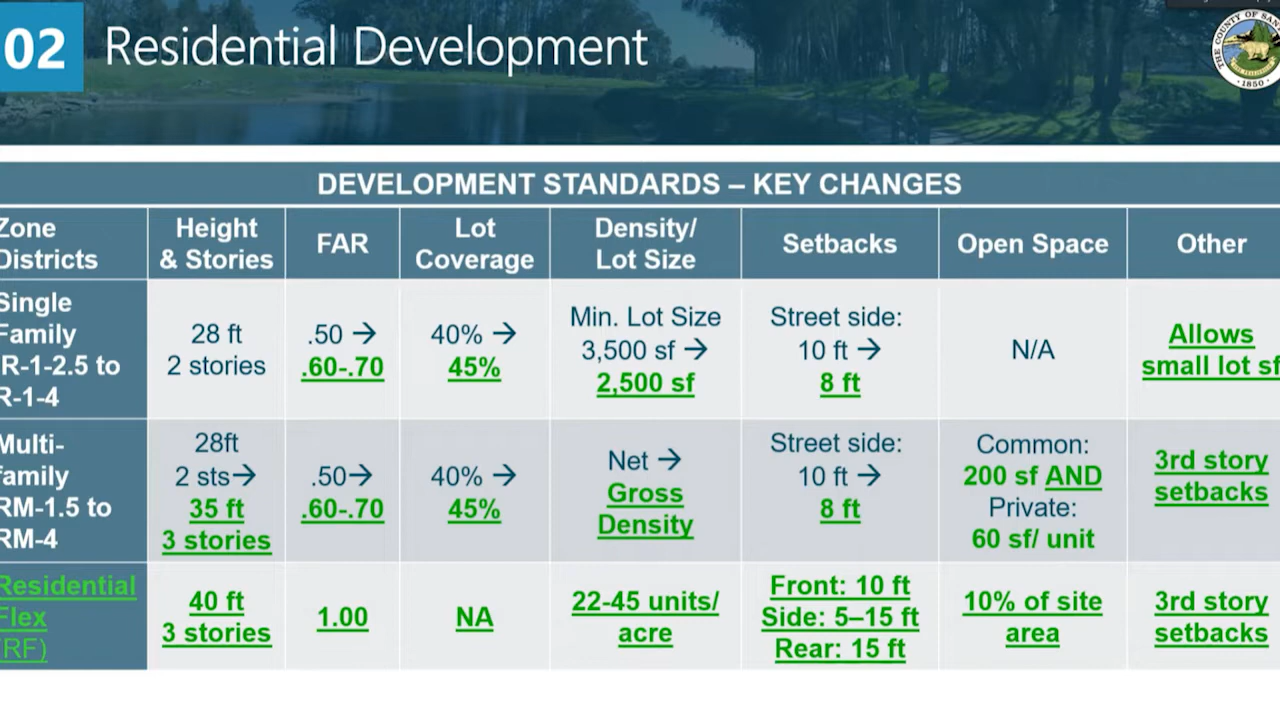 02 Residential Development
THE COUNTY OF SAN
1850
DEVELOPMENT STANDARDS – KEY CHANGES
Zone
Districts
Height
& Stories
FAR
Lot
Coverage
Density/
Lot Size
Setbacks
Open Space
Other
Single
Family
R-1-2.5 to
R-1-4
28 ft
2 stories
.50 →
.60-.70
40% →
45%
Min. Lot Size
3,500 sf →
2,500 sf
Street side:
10 ft →
8 ft
N/A
Allows
small lot sf
Multi-
family
RM-1.5 to
RM-4
28ft
2 sts→
35 ft
3 stories
.50→
.60-.70
40% →
45%
Net →
Gross
Density
Street side:
10 ft →
8 ft
Common:
200 sf AND
Private:
60 sf/ unit
3rd story
setbacks
Residential
Flex
(RF)
40 ft
3 stories
1.00
NA
22-45 units/
acre
Front: 10 ft
Side: 5–15 ft
Rear: 15 ft
10% of site
area
3rd story
setbacks